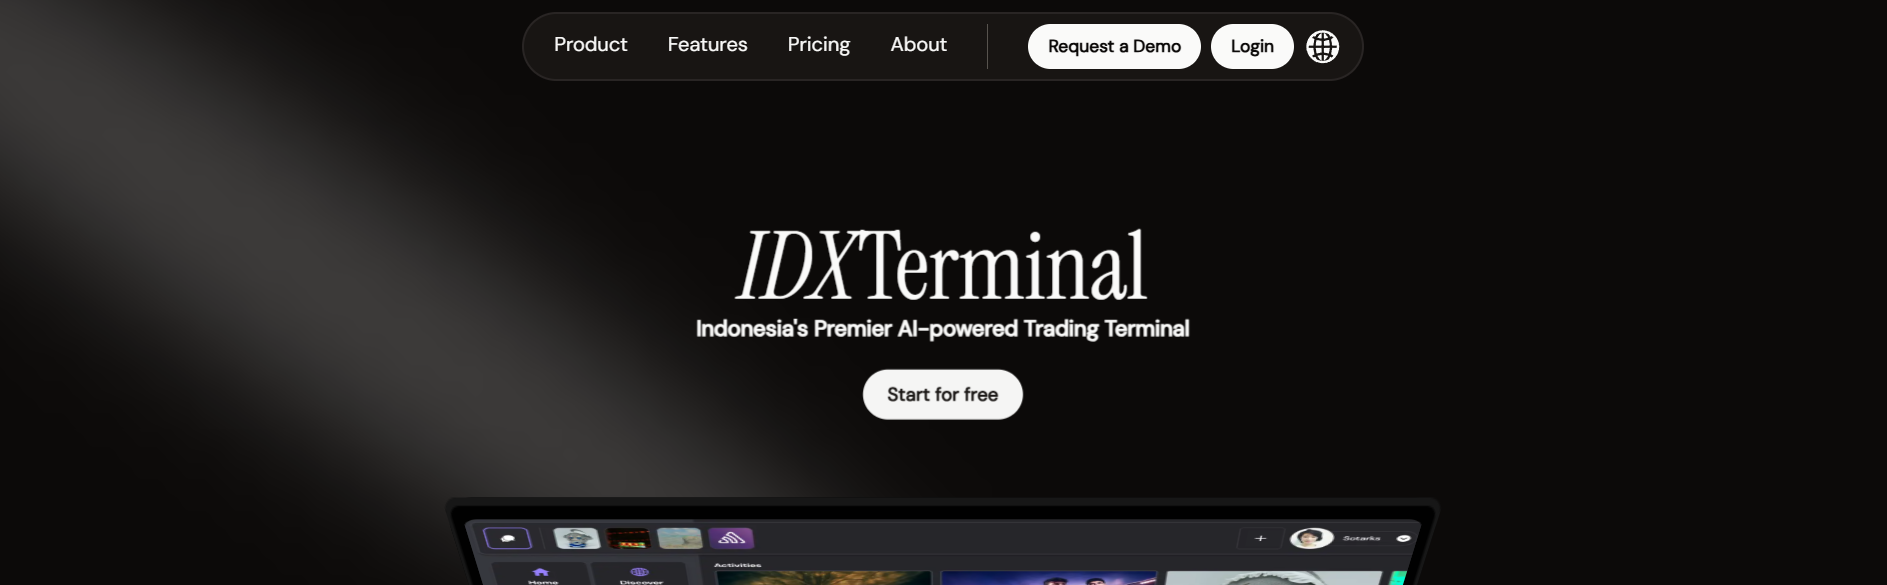 Product Features Pricing About Request a Demo Login
IDXTerminal
Indonesia's Premier AI-powered Trading Terminal
Start for free
Sotarks
Activities
Home Discover